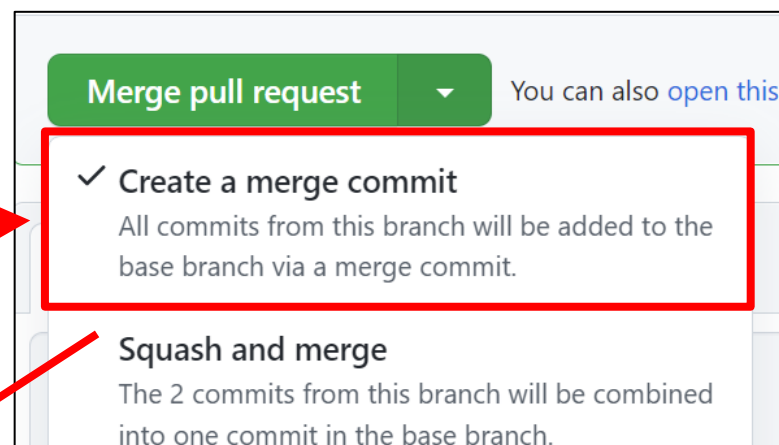 Merge pull request
You can also open this
Create a merge commit
All commits from this branch will be added to the
base branch via a merge commit.
Squash and merge
The 2 commits from this branch will be combined
into one commit in the base branch.